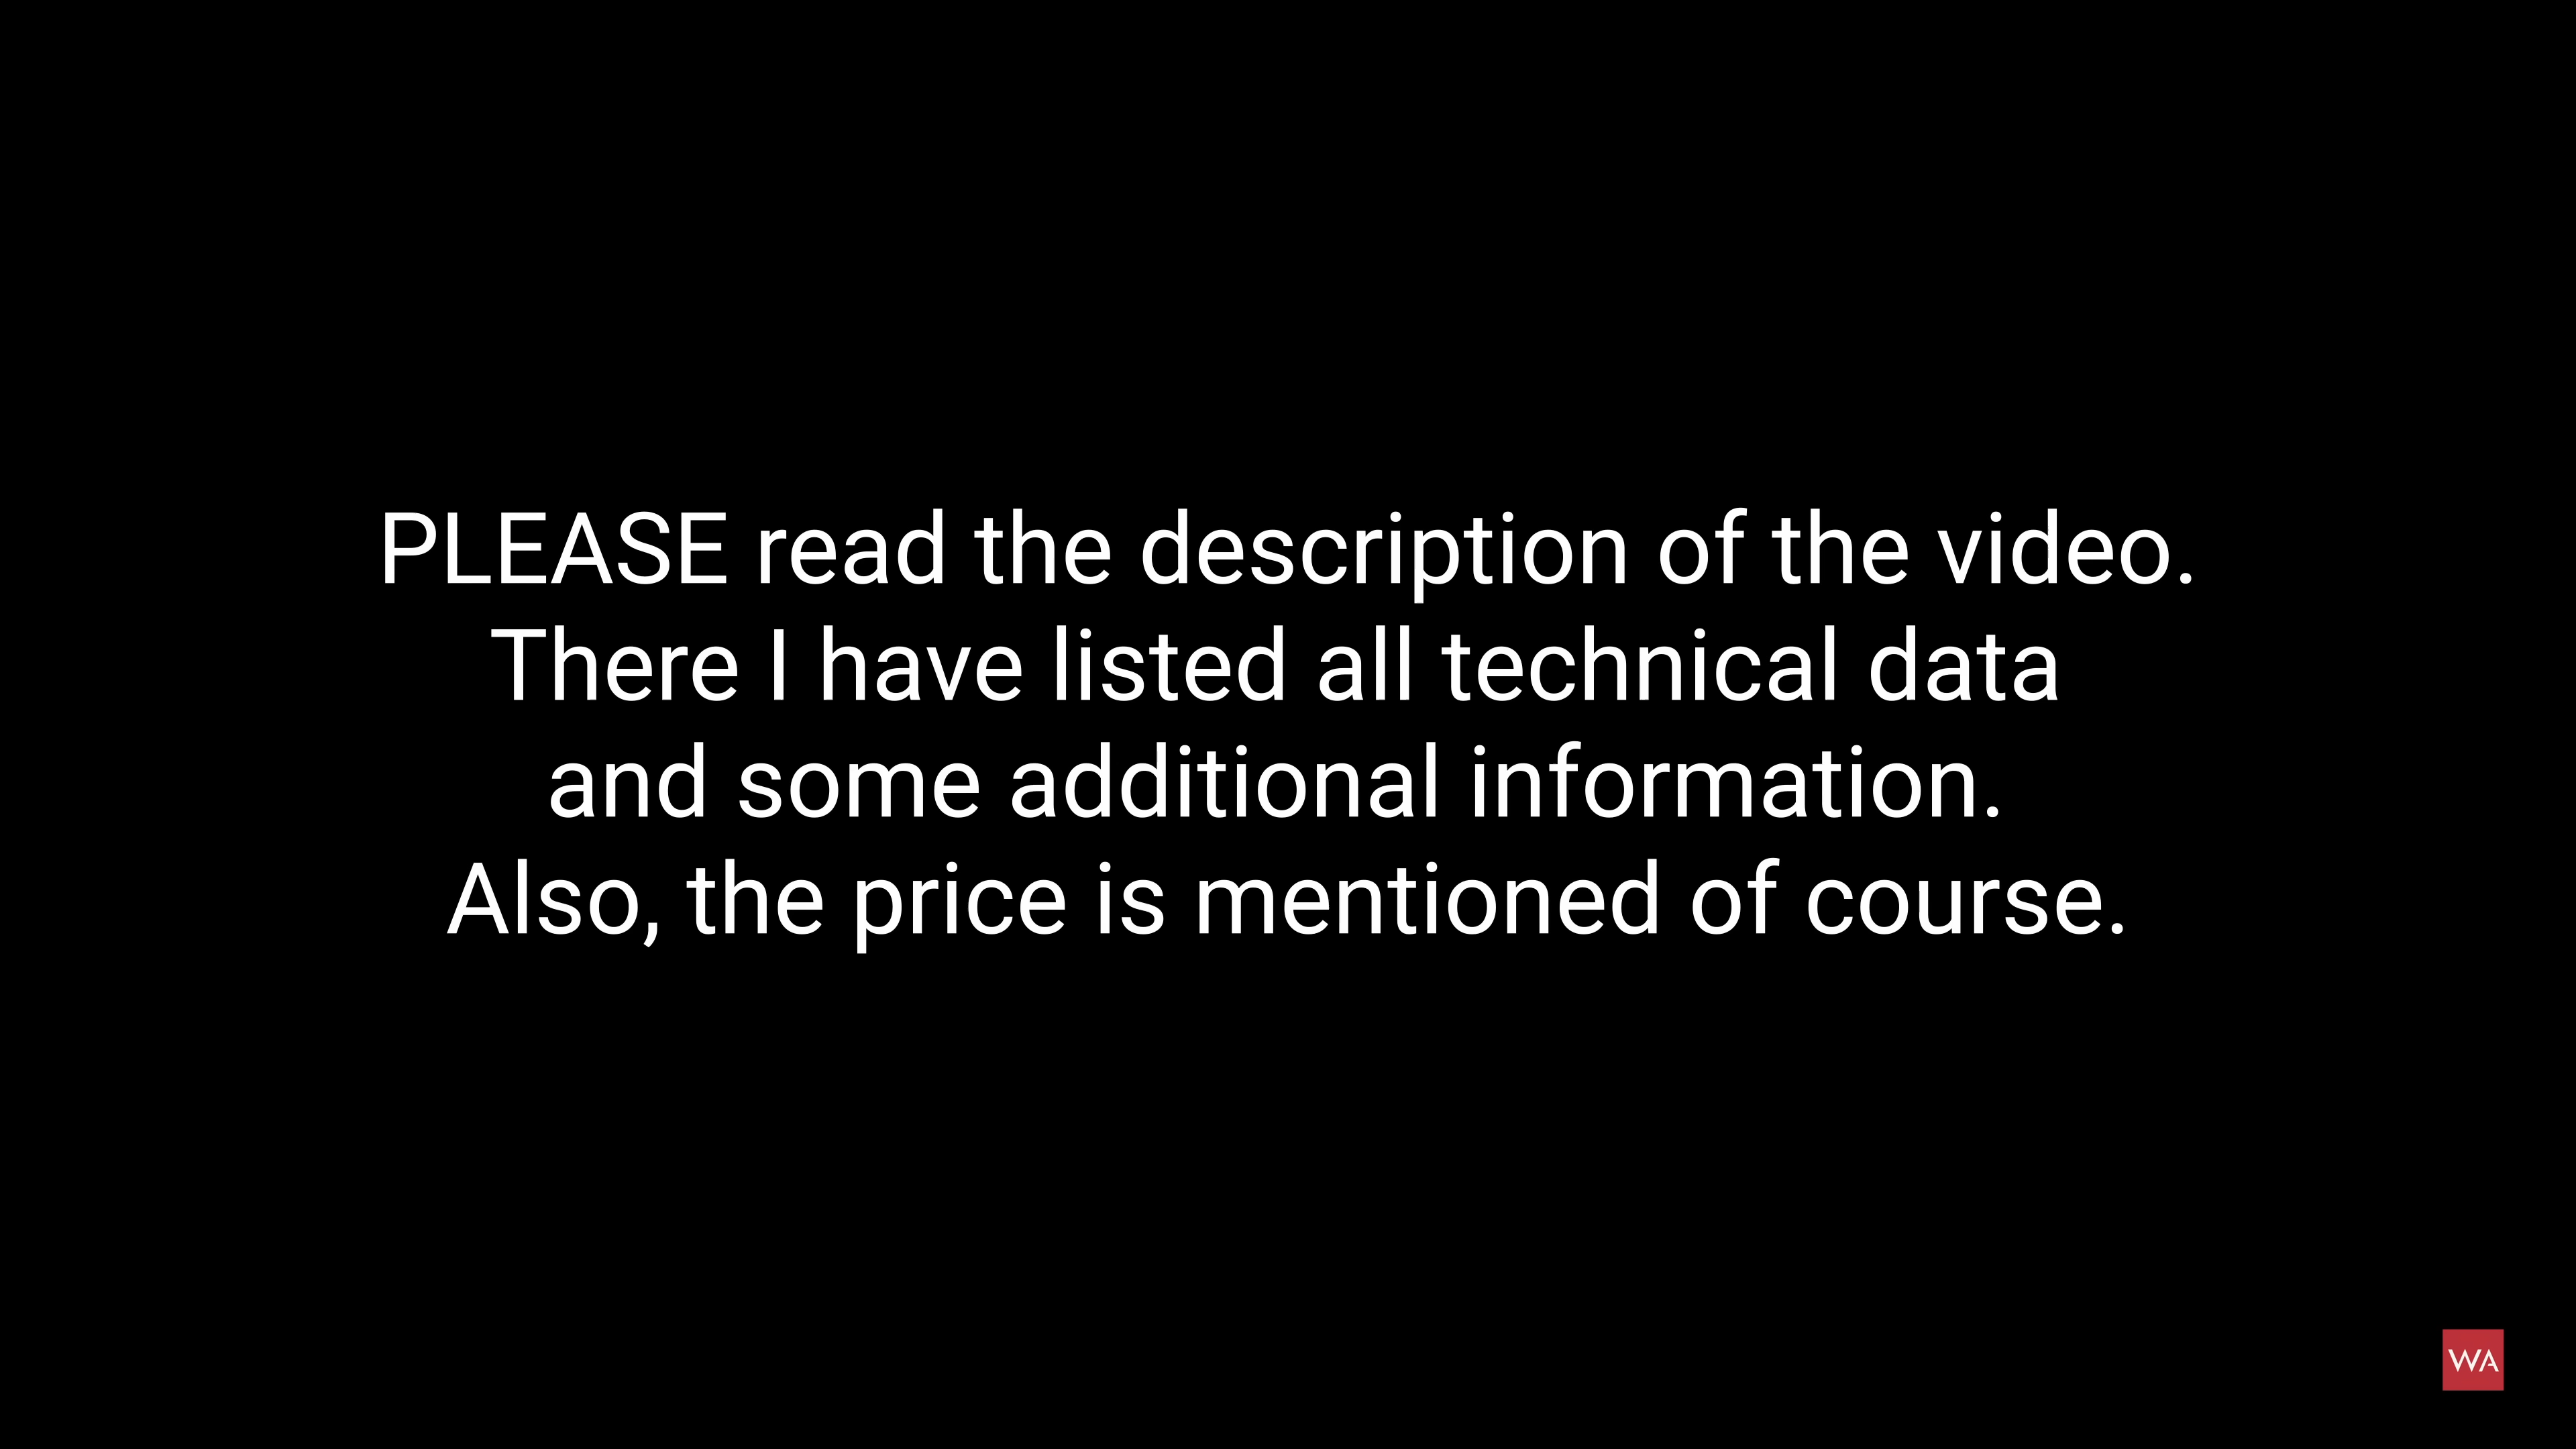 PLEASE read the description of the video.
There I have listed all technical data
and some additional information.
Also, the price is mentioned of course.
WA